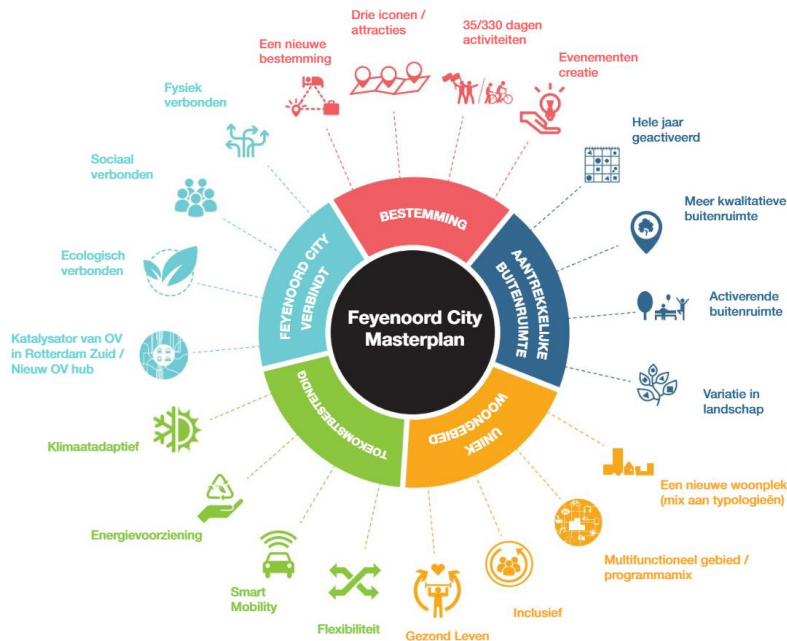 Feyenoord City
Masterplan
BESTEMMING
Een nieuwe
bestemming
Drie iconen /
attracties
35/330 dagen
activiteiten
Evenementen
creatie
AANTREKKELIJKE
BUITENRUIMTE
Hele jaar
geactiveerd
Meer kwalitatieve
buitenruimte
Activerende
buitenruimte
Variatie in
landschap
UNIEK
WOONGEBIED
Een nieuwe woonplek
(mix aan typologieën)
Multifunctioneel gebied /
programmamix
Inclusief
Gezond Leven
TOEKOMSTBESTENDIG
Flexibiliteit
Smart
Mobility
Energievoorziening
Klimaatadaptief
FEYENOORD CITY
VERBINDT
Katalysator van OV
in Rotterdam Zuid /
Nieuw OV hub
Ecologisch
verbonden
Sociaal
verbonden
Fysiek
verbonden